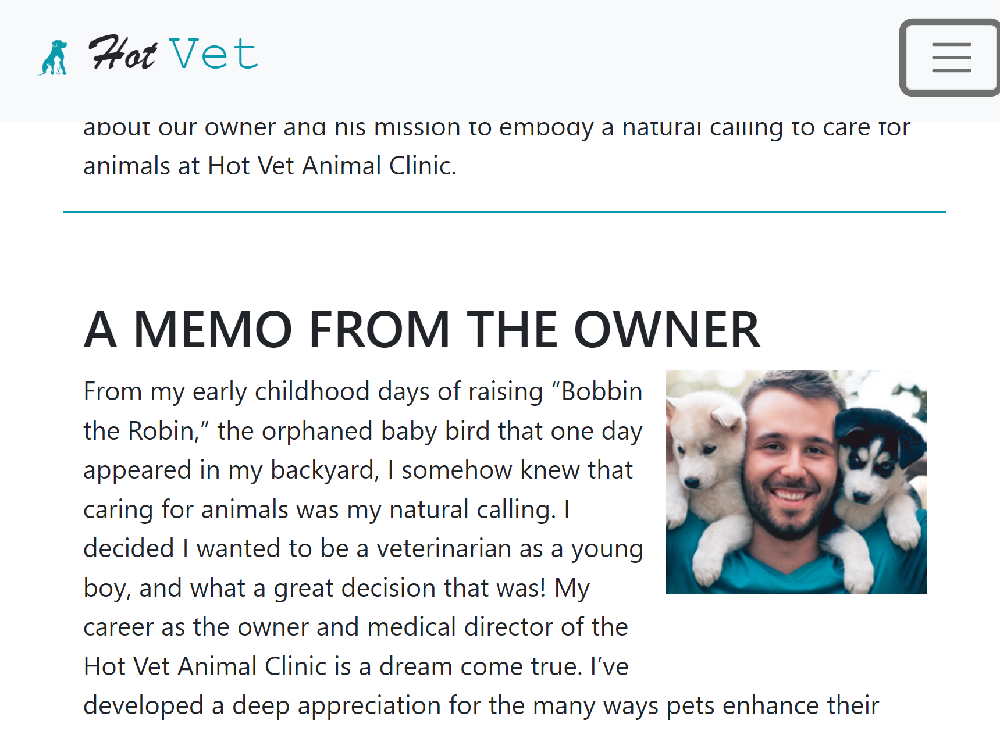 Hot Vet
about our owner and his mission to embody a natural calling to care for
animals at Hot Vet Animal Clinic.
A MEMO FROM THE OWNER
From my early childhood days of raising “Bobbin
the Robin,” the orphaned baby bird that one day
appeared in my backyard, I somehow knew that
caring for animals was my natural calling. I
decided I wanted to be a veterinarian as a young
boy, and what a great decision that was! My
career as the owner and medical director of the
Hot Vet Animal Clinic is a dream come true. I’ve
developed a deep appreciation for the many ways pets enhance their